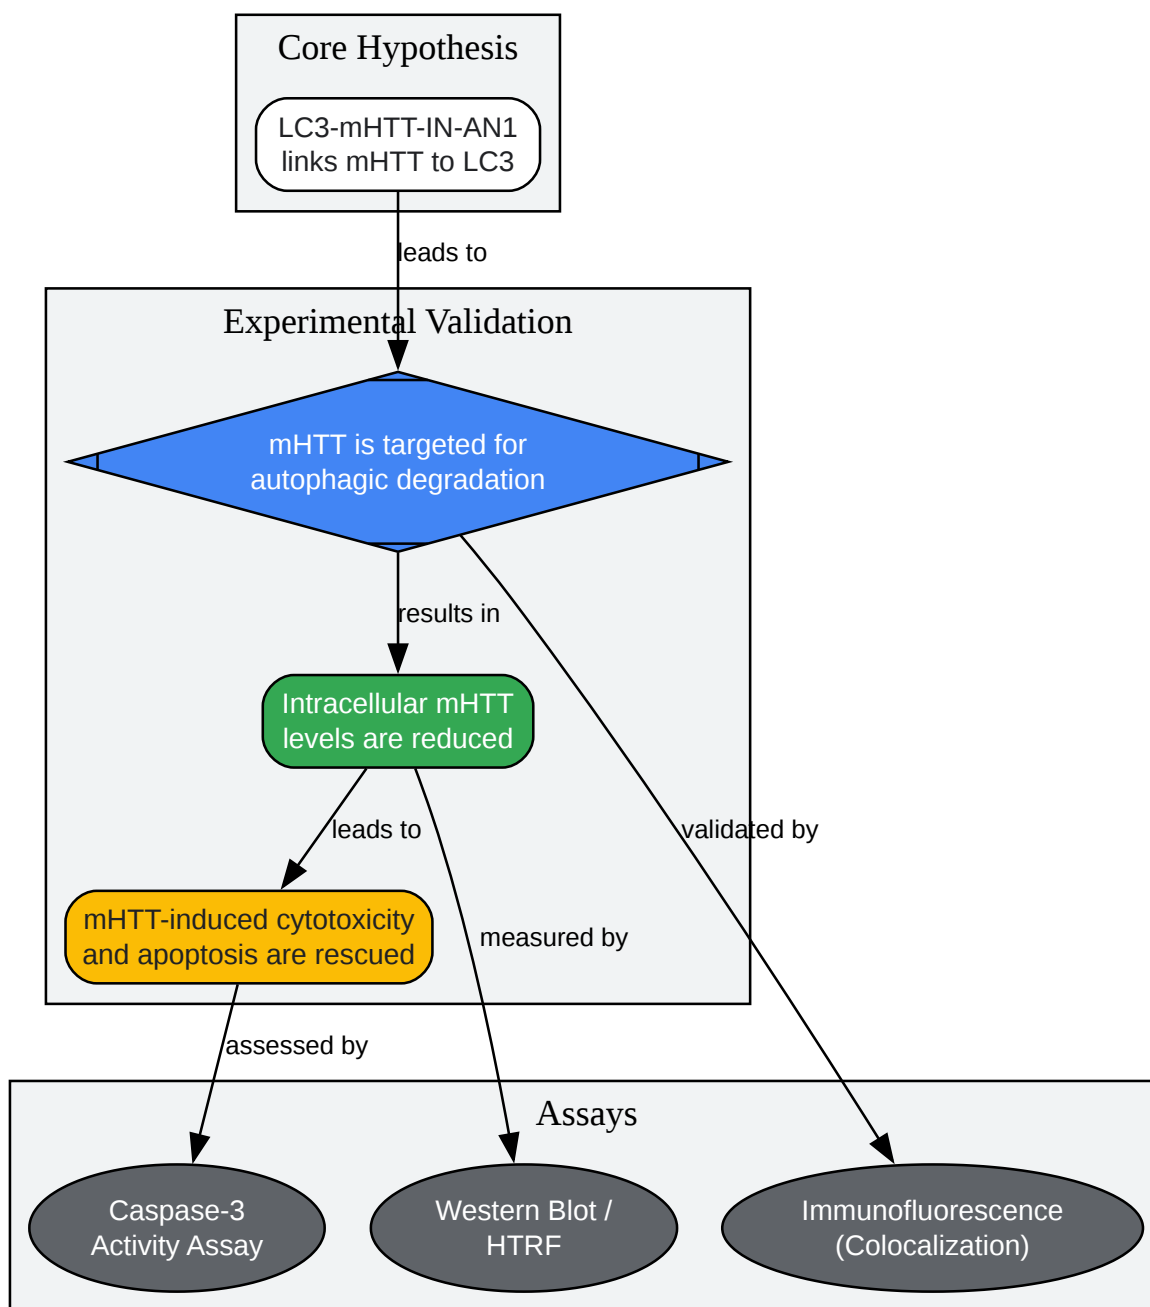 Core Hypothesis
LC3-mHTT-IN-AN1
links mHTT to LC3
leads to
Experimental Validation
mHTT is targeted for
autophagic degradation
results in
Intracellular mHTT
levels are reduced
leads to
validated by
mHTT-induced cytotoxicity
and apoptosis are rescued
measured by
assessed by
Assays
Caspase-3
Activity Assay
Western Blot /
HTRF
Immunofluorescence
(Colocalization)